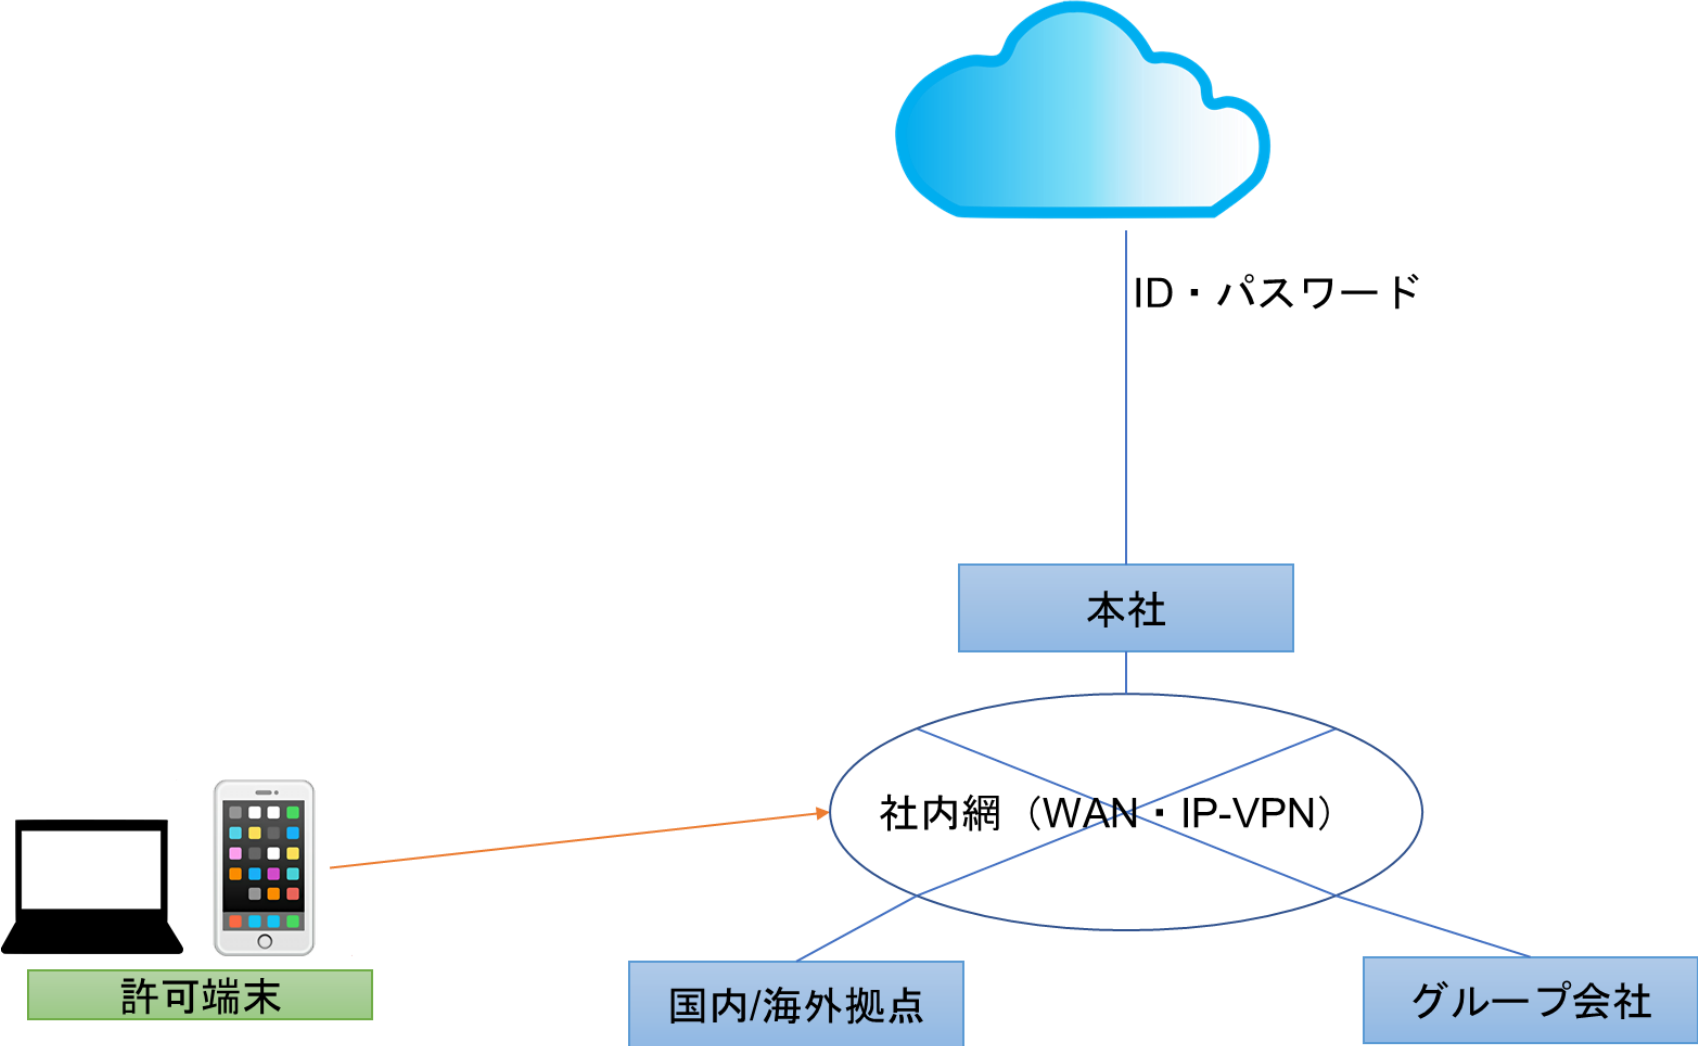 ID・パスワード
本社
社内網（WAN・IP-VPN）
許可端末
国内/海外拠点
グループ会社